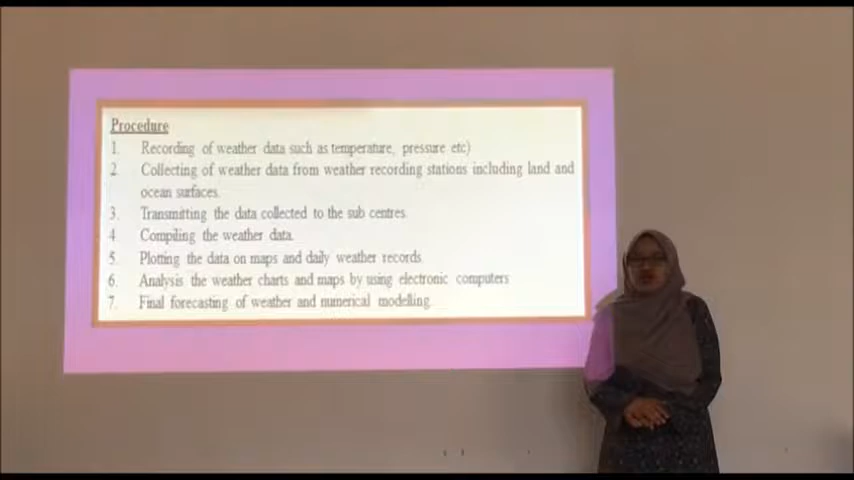 Procedure
1. Recording of weather data such as temperature, pressure etc)
2. Collecting of weather data from weather recording stations including land and
ocean surfaces.
3. Transmitting the data collected to the sub centres.
4. Compiling the weather data.
5. Plotting the data on maps and daily weather records.
6. Analysis the weather charts and maps by using electronic computers
7. Final forecasting of weather and numerical modelling.